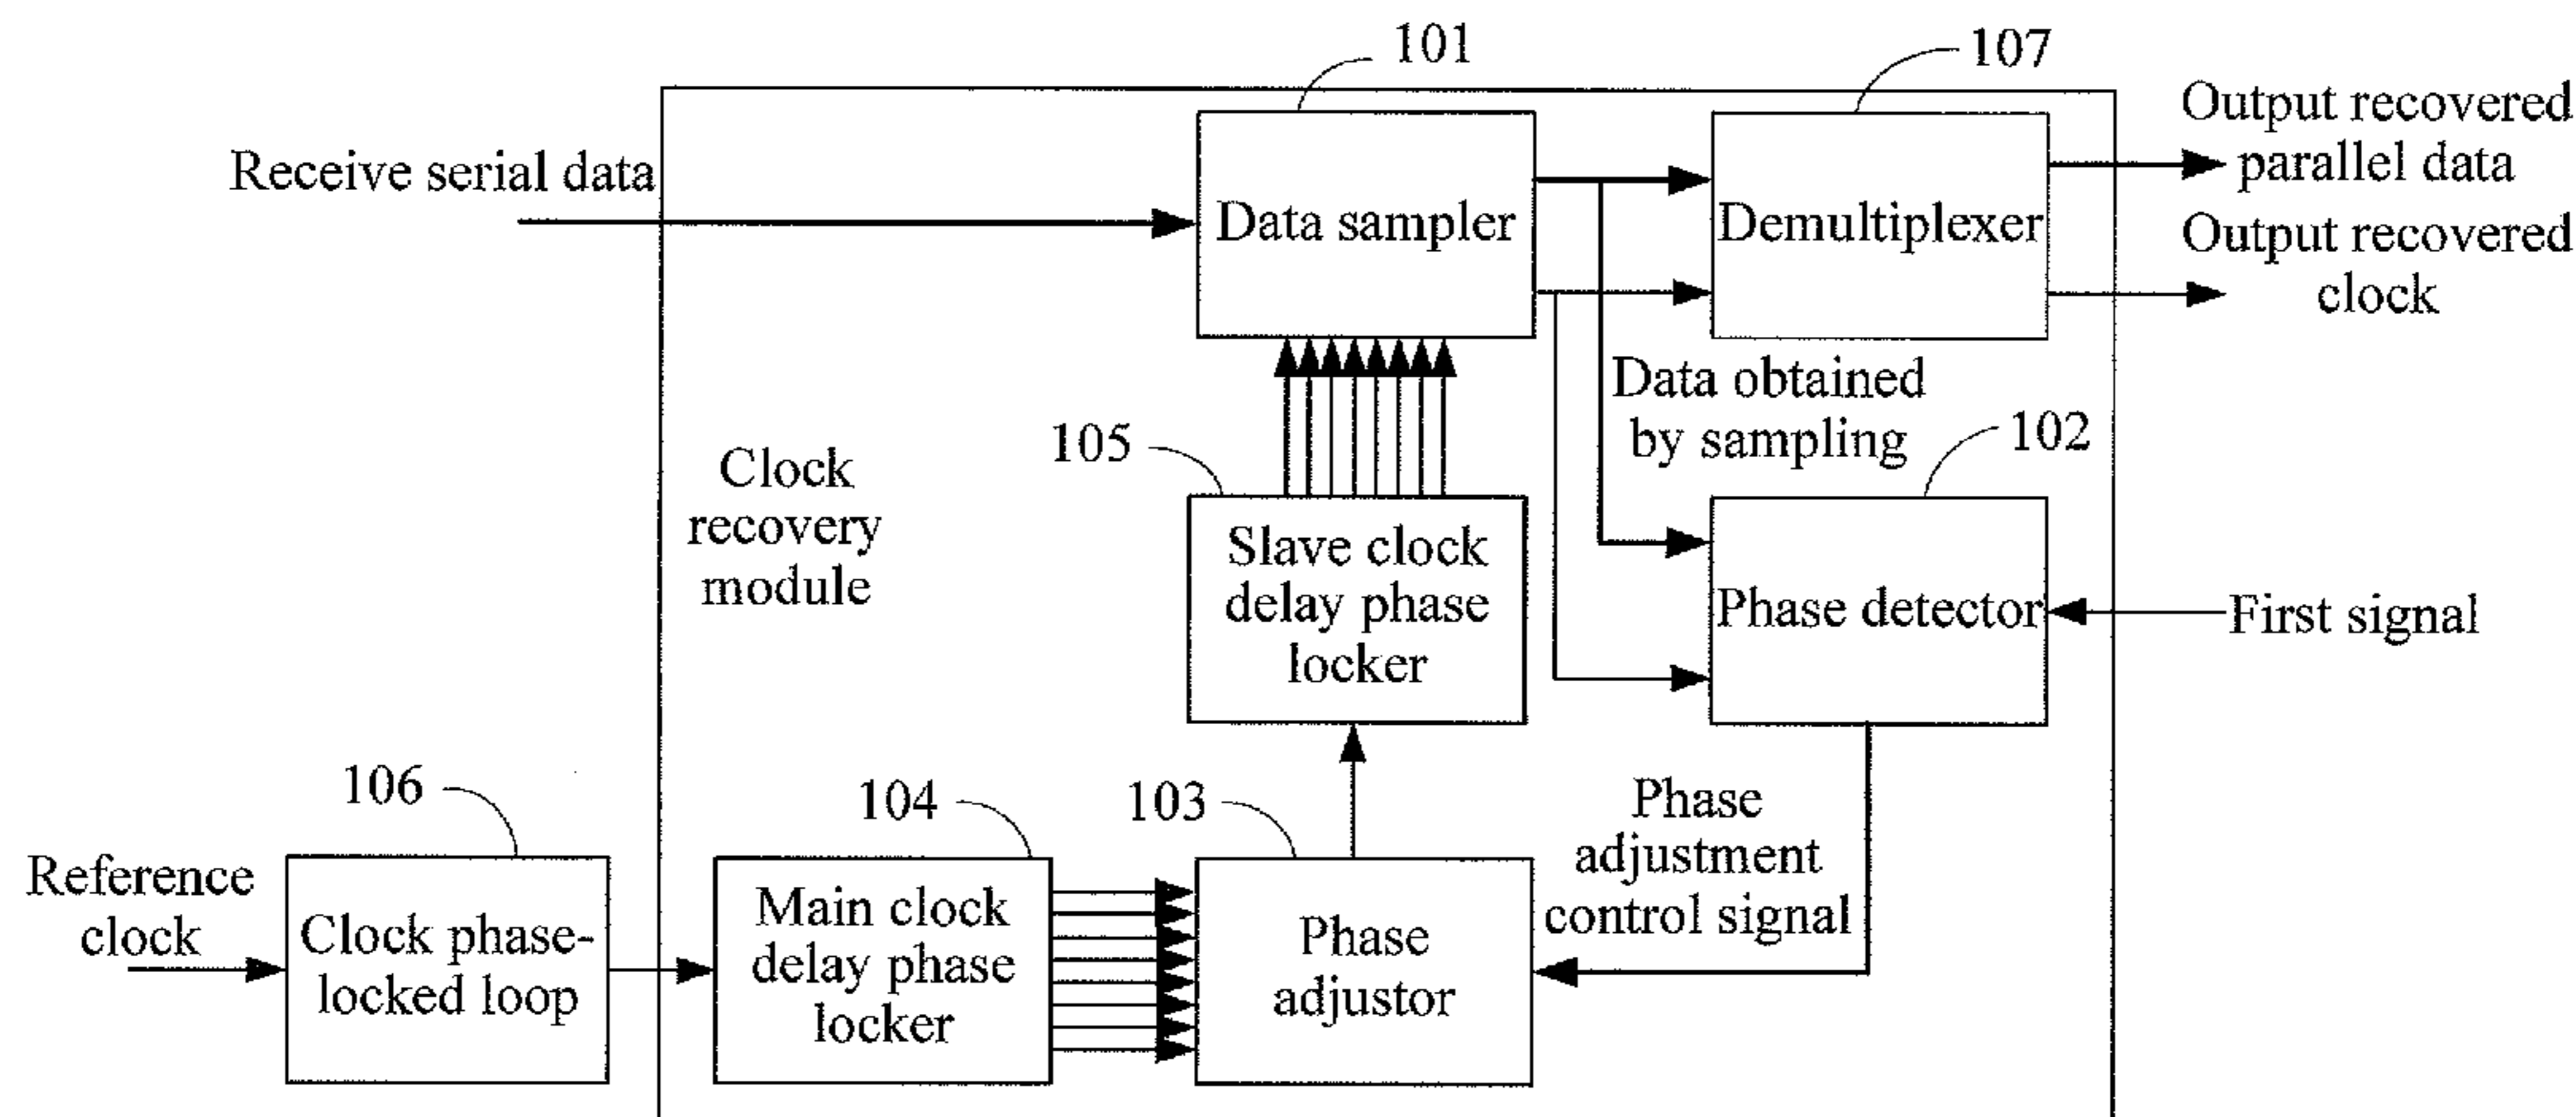 101
107
Output recovered
parallel data
Receive serial data
Data sampler
Demultiplexer
Output recovered
clock
Data obtained
by sampling
105
102
Clock
recovery
module
Slave clock
delay phase
locker
Phase detector
First signal
106
104
103
Phase
adjustment
control signal
Reference
clock
Clock phase-
locked loop
Main clock
delay phase
locker
Phase
adjustor